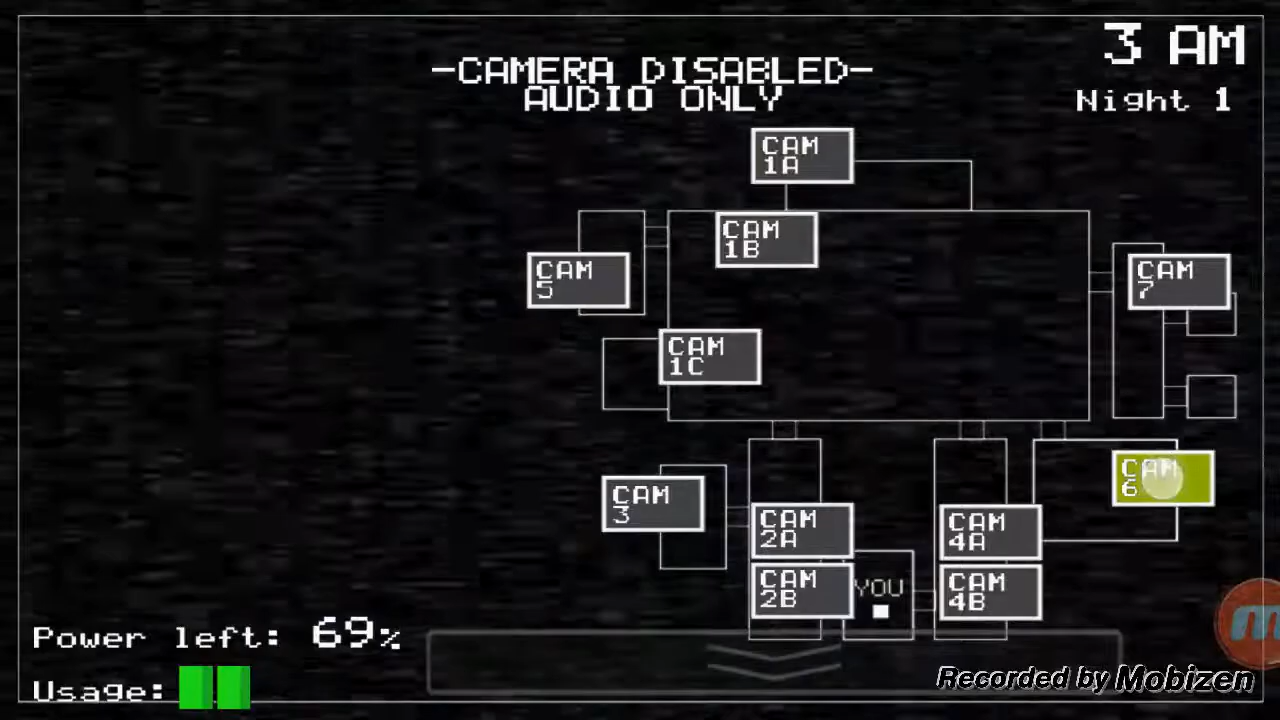 3 AM
Night 1
-CAMERA DISABLED-
AUDIO ONLY
CAM
1A
CAM
1B
CAM
5
CAM
7
CAM
1C
CAM
6
CAM
3
CAM
2A
CAM
4A
CAM
2B
YOU
CAM
4B
Power left: 69%
Usage:
Recorded by Mobizen